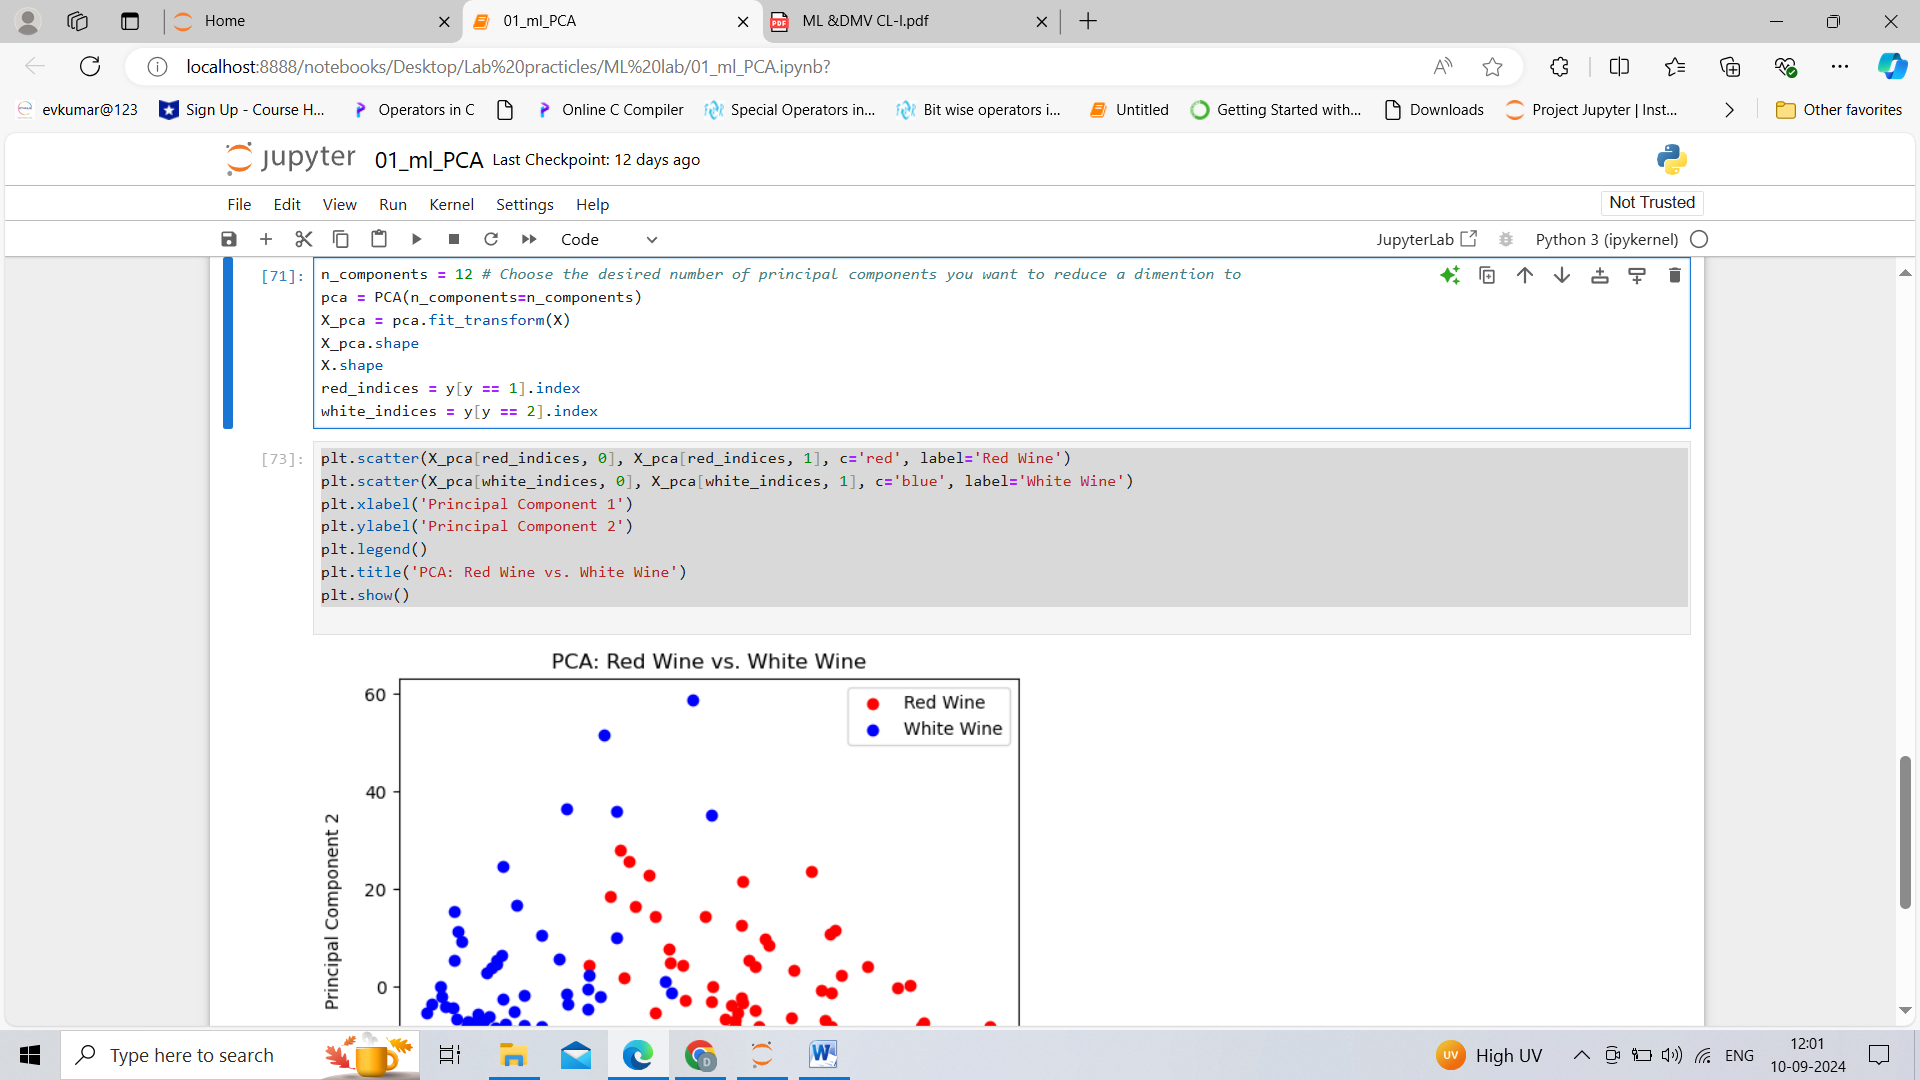 Home
01_ml_PCA
ML &DMV CL-I.pdf
localhost:8888/notebooks/Desktop/Lab%20practicles/ML%20lab/01_ml_PCA.ipynb?
evkumar@123
Sign Up - Course H...
Operators in C
Online C Compiler
Special Operators in...
Bit wise operators i...
Untitled
Getting Started with...
Downloads
Project Jupyter | Inst...
Other favorites
jupyter
01_ml_PCA
Last Checkpoint: 12 days ago
File
Edit
View
Run
Kernel
Settings
Help
Not Trusted
Code
JupyterLab
Python 3 (ipykernel)
[71]:
n_components = 12 # Choose the desired number of principal components you want to reduce a dimention to
pca = PCA(n_components=n_components)
X_pca = pca.fit_transform(X)
X_pca.shape
X.shape
red_indices = y[y == 1].index
white_indices = y[y == 2].index
[73]:
plt.scatter(X_pca[red_indices, 0], X_pca[red_indices, 1], c='red', label='Red Wine')
plt.scatter(X_pca[white_indices, 0], X_pca[white_indices, 1], c='blue', label='White Wine')
plt.xlabel('Principal Component 1')
plt.ylabel('Principal Component 2')
plt.legend()
plt.title('PCA: Red Wine vs. White Wine')
plt.show()
PCA: Red Wine vs. White Wine
Red Wine
White Wine
60
40
20
0
Principal Component 2
Type here to search
UV
High UV
ENG
12:01
10-09-2024